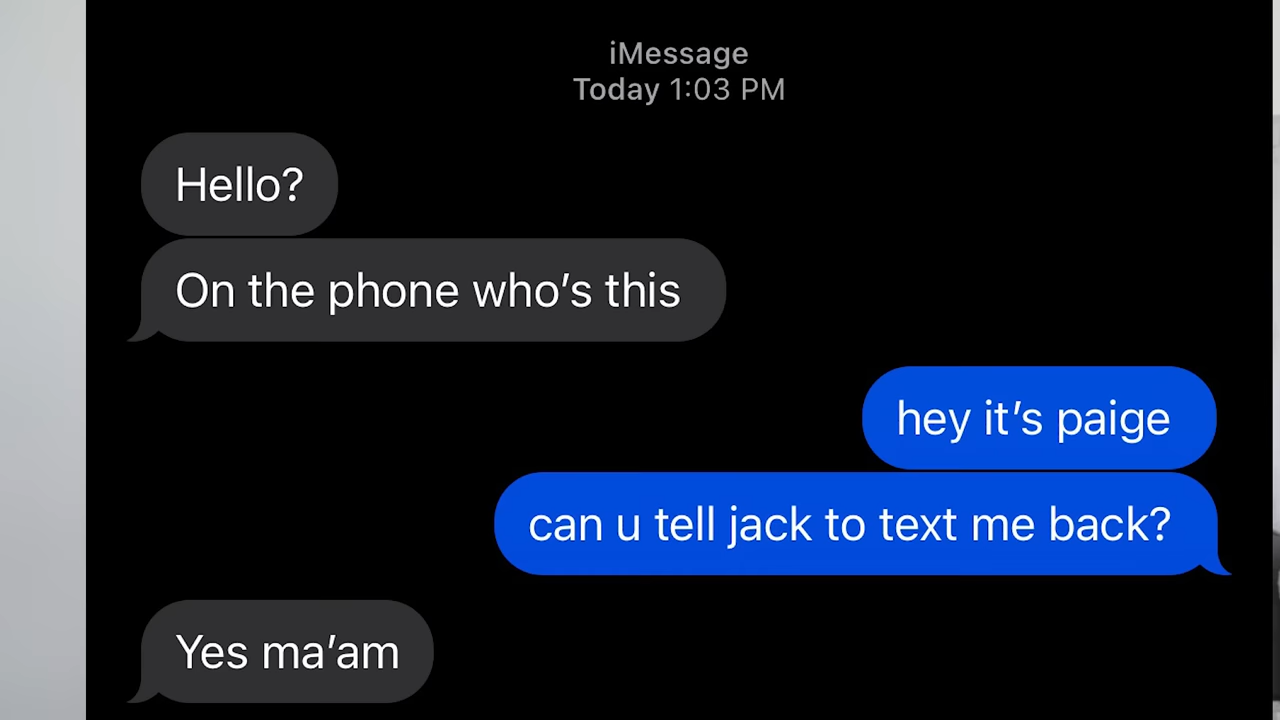 iMessage
Today 1:03 PM
Hello?
On the phone who’s this
hey it’s paige
can u tell jack to text me back?
Yes ma’am